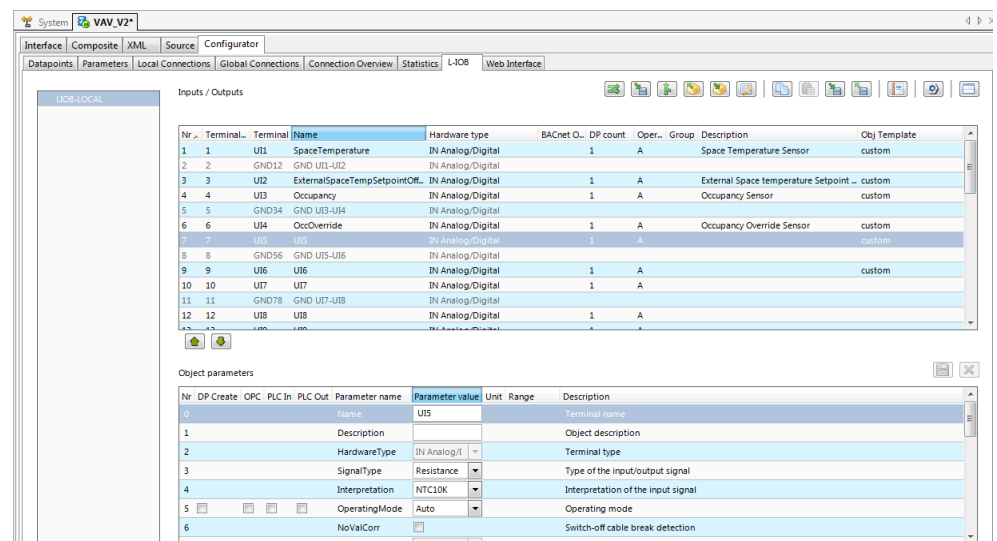 System VAV_V2*
Interface Composite XML Source Configurator
Datapoints Parameters Local Connections Global Connections Connection Overview Statistics L-IOB Web Interface
LIOB-LOCAL
Inputs / Outputs
Nr Terminal... Terminal Name Hardware type BACnet O... DP count Oper... Group Description Obj Template
1 1 UI1 SpaceTemperature IN Analog/Digital 1 A Space Temperature Sensor custom
2 2 GND12 GND UI1-UI2 IN Analog/Digital
3 3 UI2 ExternalSpaceTempSetpointOff... IN Analog/Digital 1 A External Space temperature Setpoint ... custom
4 4 UI3 Occupancy IN Analog/Digital 1 A Occupancy Sensor custom
5 5 GND34 GND UI3-UI4 IN Analog/Digital
6 6 UI4 OccOverride IN Analog/Digital 1 A Occupancy Override Sensor custom
7 7 UI5 UI5 IN Analog/Digital 1 A custom
8 8 GND56 GND UI5-UI6 IN Analog/Digital
9 9 UI6 UI6 IN Analog/Digital 1 A custom
10 10 UI7 UI7 IN Analog/Digital 1 A
11 11 GND78 GND UI7-UI8 IN Analog/Digital
12 12 UI8 UI8 IN Analog/Digital 1 A
Object parameters
Nr DP Create OPC PLC In PLC Out Parameter name Parameter value Unit Range Description
0 Name UI5 Terminal name
1 Description Object description
2 HardwareType IN Analog/I Terminal type
3 SignalType Resistance Type of the input/output signal
4 Interpretation NTC10K Interpretation of the input signal
5 OperatingMode Auto Operating mode
6 NoValCorr Switch-off cable break detection